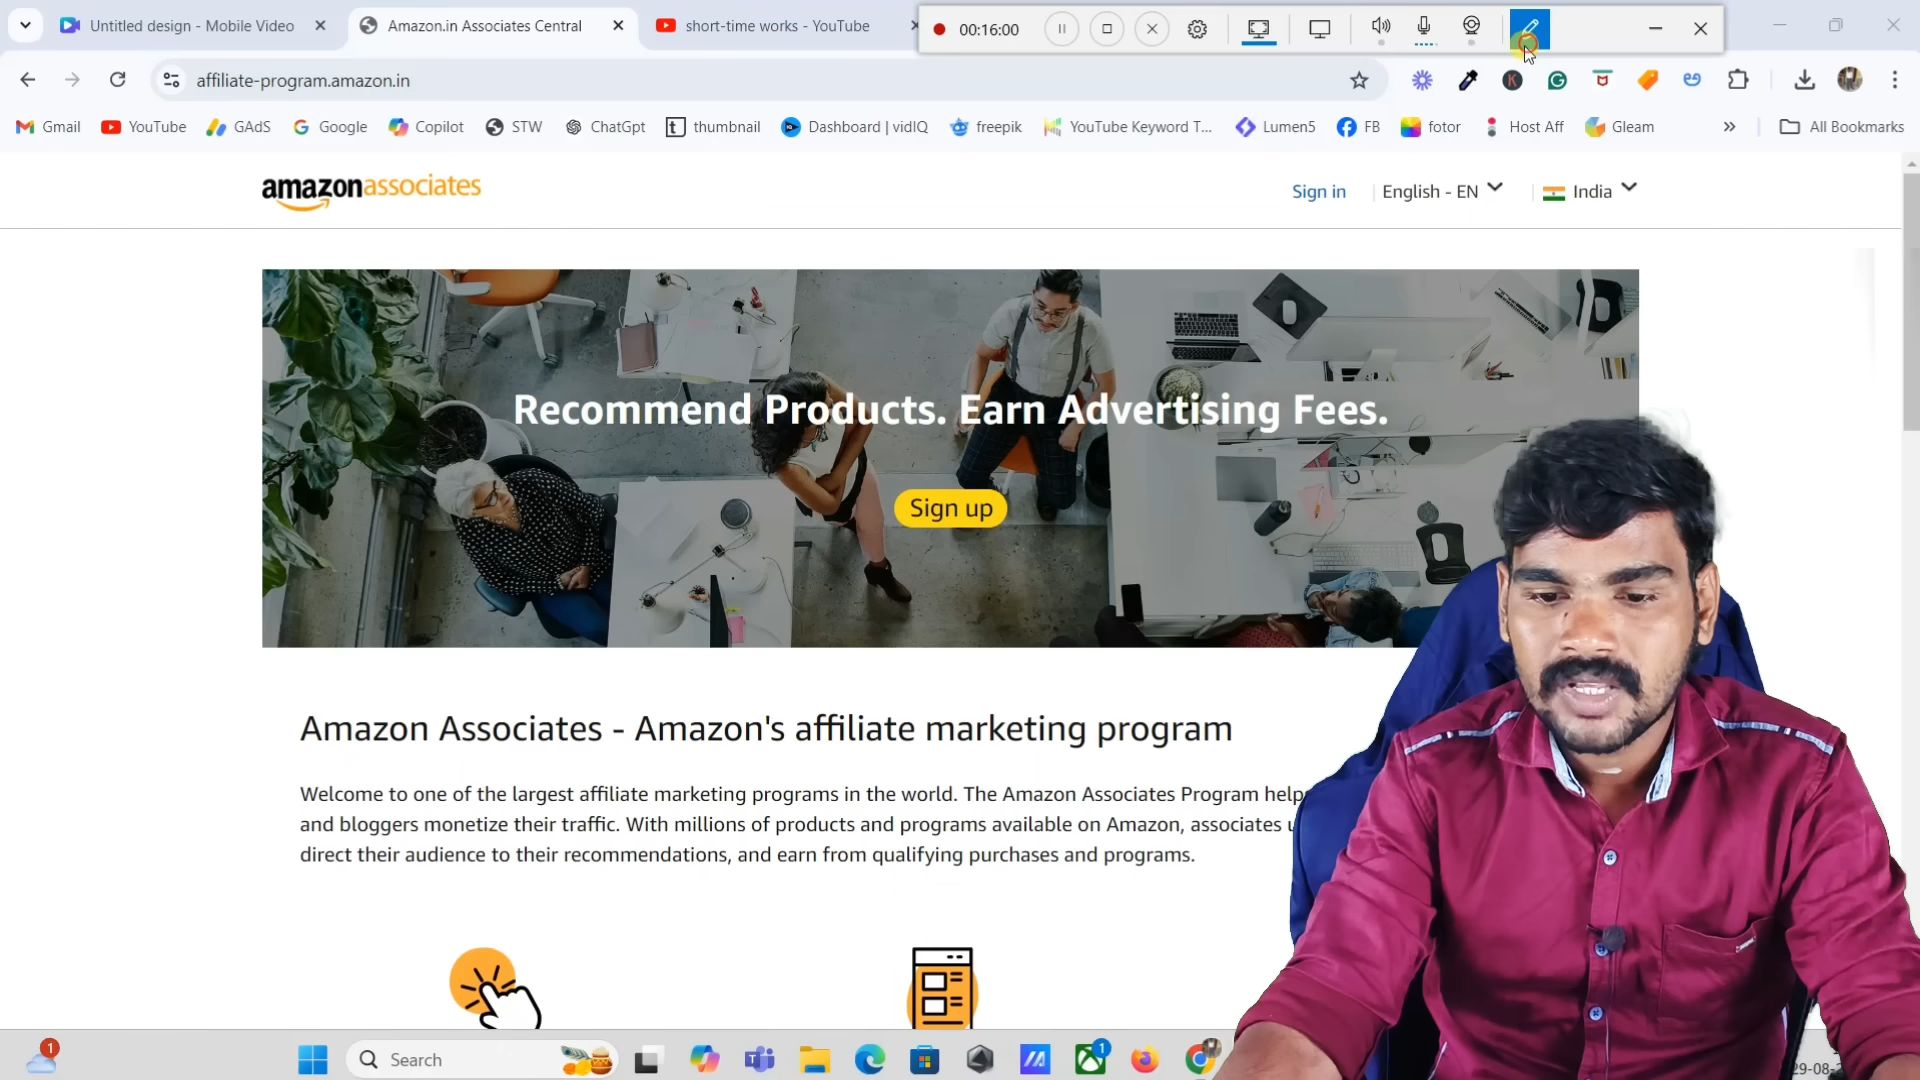 Untitled design - Mobile Video
Amazon.in Associates Central
short-time works - YouTube
00:16:00
affiliate-program.amazon.in
Gmail
YouTube
GAdS
Google
Copilot
STW
ChatGpt
thumbnail
Dashboard | vidIQ
freepik
YouTube Keyword T...
Lumen5
FB
fotor
Host Aff
Gleam
All Bookmarks
amazonassociates
Sign in
English - EN
India
Recommend Products. Earn Advertising Fees.
Sign up
Amazon Associates - Amazon's affiliate marketing program
Welcome to one of the largest affiliate marketing programs in the world. The Amazon Associates Program
and bloggers monetize their traffic. With millions of products and programs available on Amazon, associates
direct their audience to their recommendations, and earn from qualifying purchases and programs.
1
Search
1
29-08-